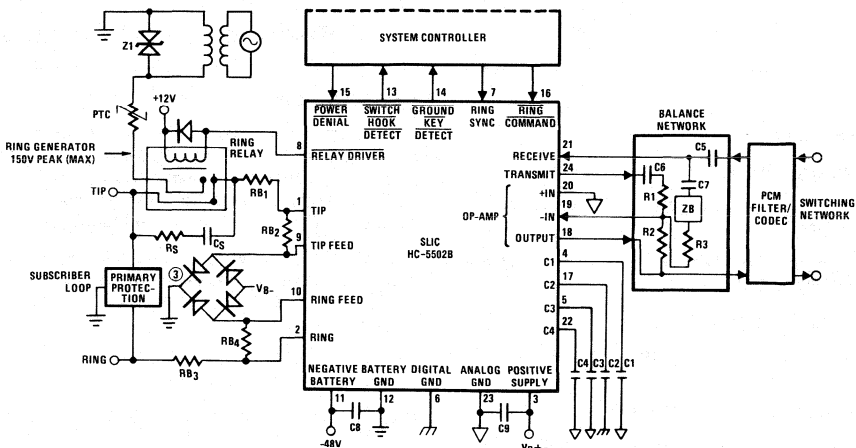 SYSTEM CONTROLLER
Z1
PTC
+12V
RING GENERATOR
150V PEAK (MAX)
RING
RELAY
15
13
14
7
16
POWER
DENIAL
SWITCH
HOOK
DETECT
GROUND
KEY
DETECT
RING
SYNC
RING
COMMAND
8
RELAY DRIVER
TIP
RB1
1
TIP
RB2
9
TIP FEED
RS
CS
3
VB-
SUBSCRIBER
LOOP
PRIMARY
PROTEC-
TION
10
RING FEED
RB4
2
RING
RING
RB3
SLIC
HC-5502B
RECEIVE
21
TRANSMIT
24
+IN
20
OP-AMP
-IN
19
OUTPUT
18
C1
4
C2
17
C3
5
C4
22
BALANCE
NETWORK
C5
C6
C7
R1
ZB
R2
R3
PCM
FILTER/
CODEC
SWITCHING
NETWORK
C4
C3
C2
C1
NEGATIVE
BATTERY
BATTERY
GND
DIGITAL
GND
ANALOG
GND
POSITIVE
SUPPLY
11
12
6
23
3
C8
C9
-48V
VB+